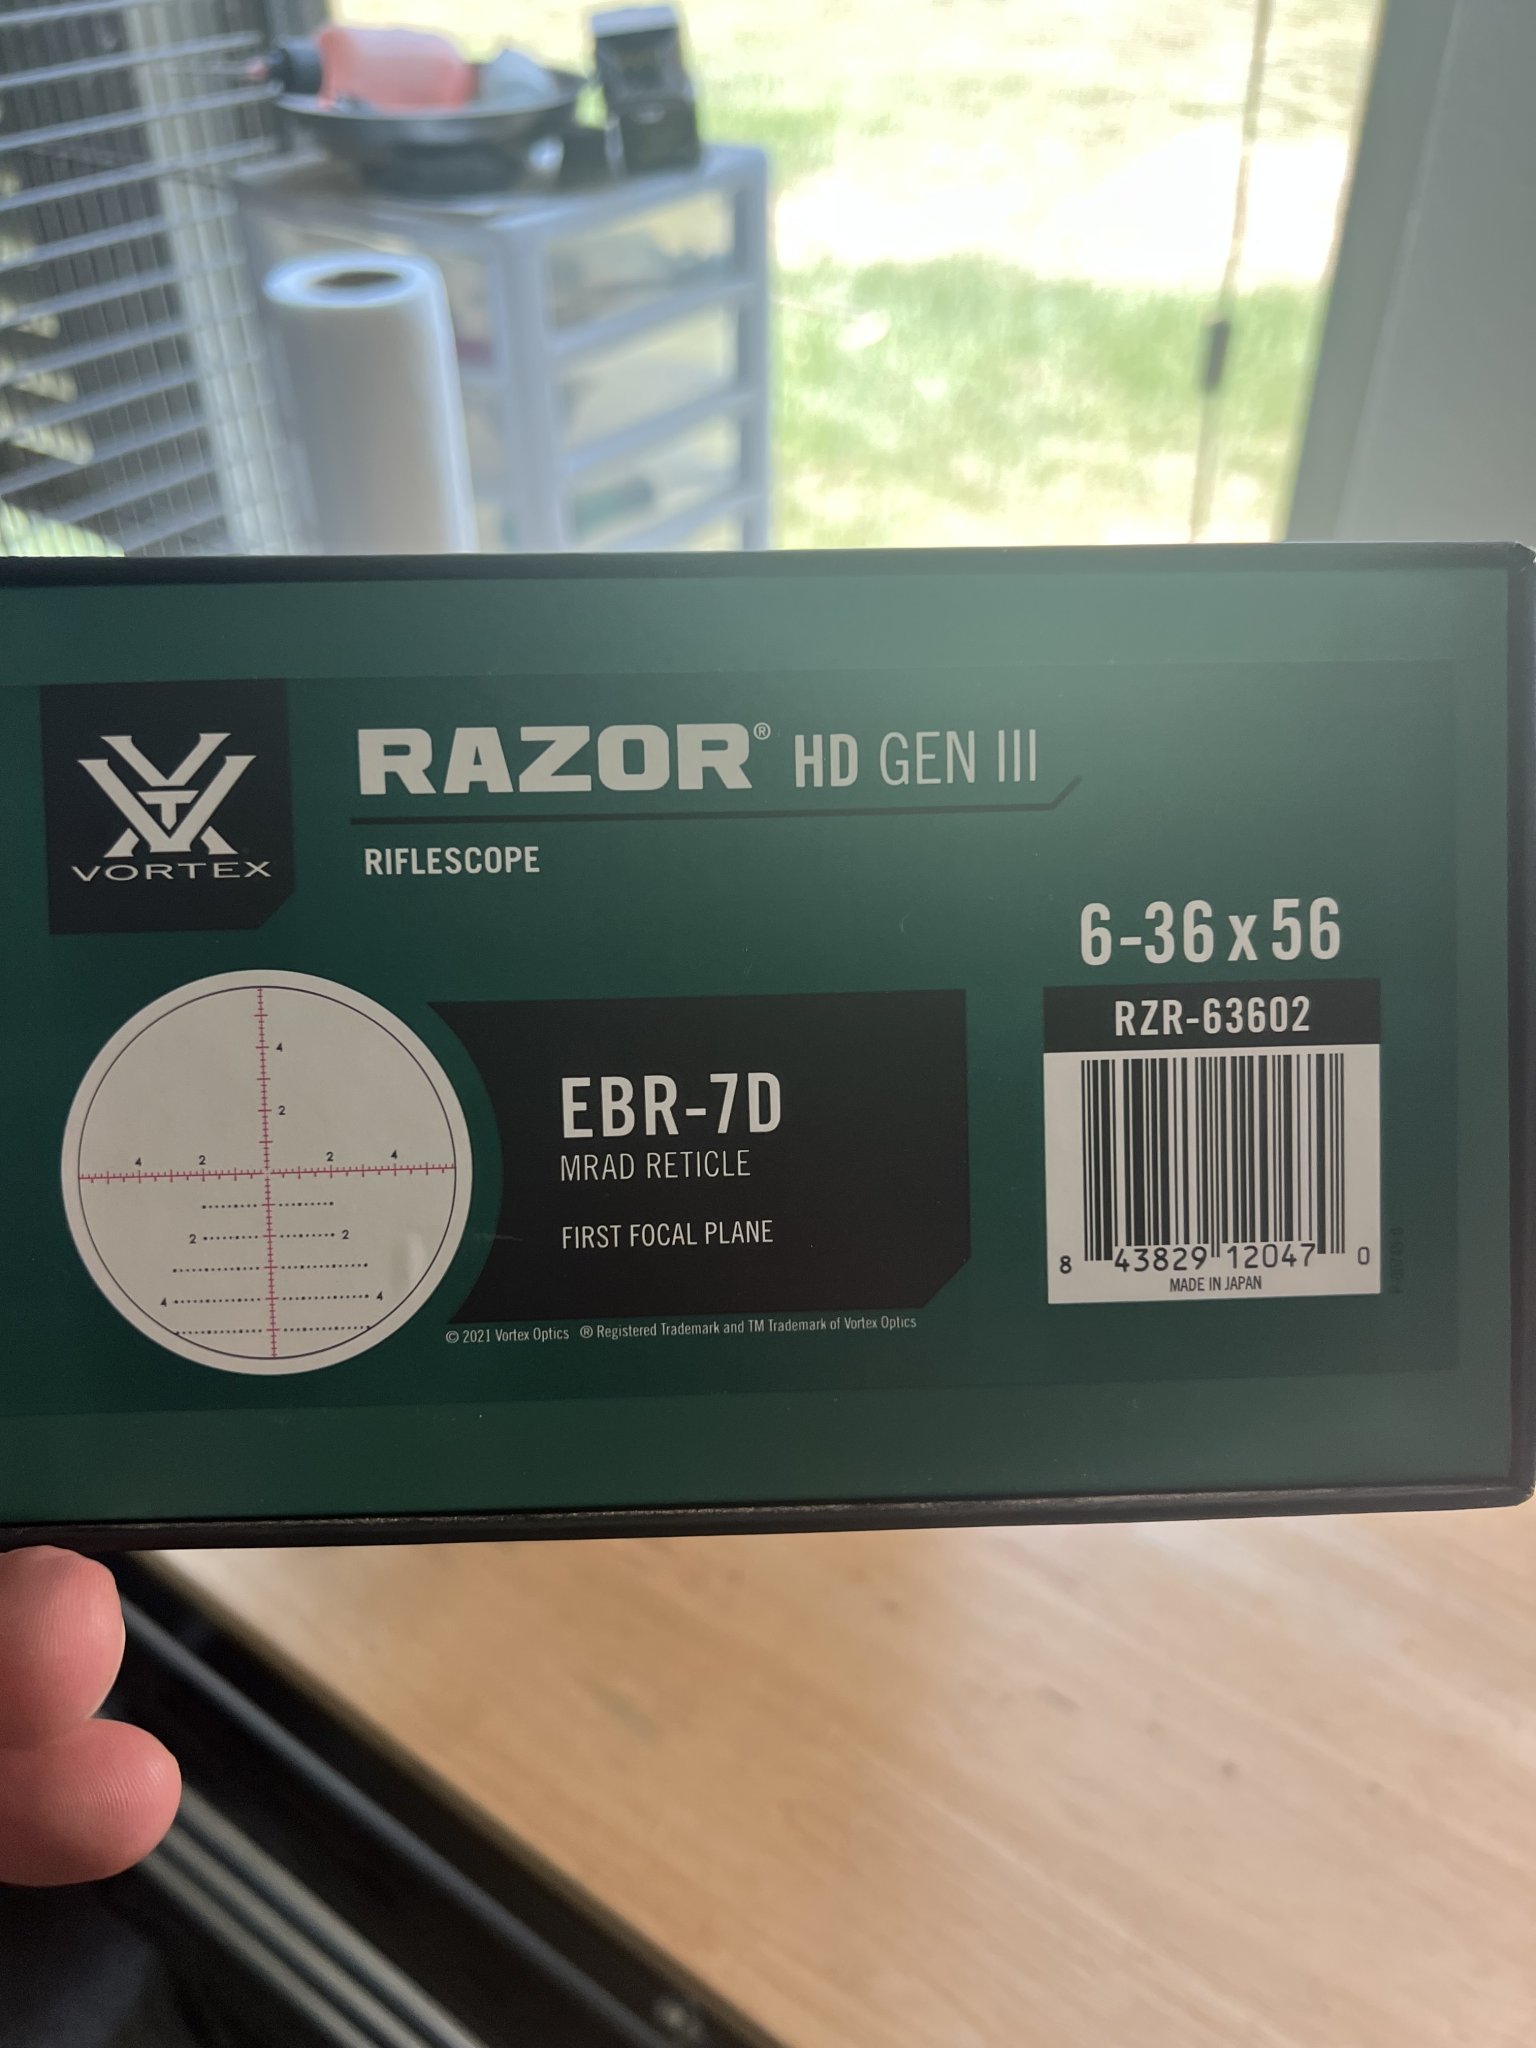 VORTEX
RAZOR® HD GEN III
RIFLESCOPE
6-36 x 56
RZR-63602
EBR-7D
MRAD RETICLE
FIRST FOCAL PLANE
4
2
4 2 2 4
2 2
4 4
8 43829 12047 0
MADE IN JAPAN
© 2021 Vortex Optics ® Registered Trademark and TM Trademark of Vortex Optics